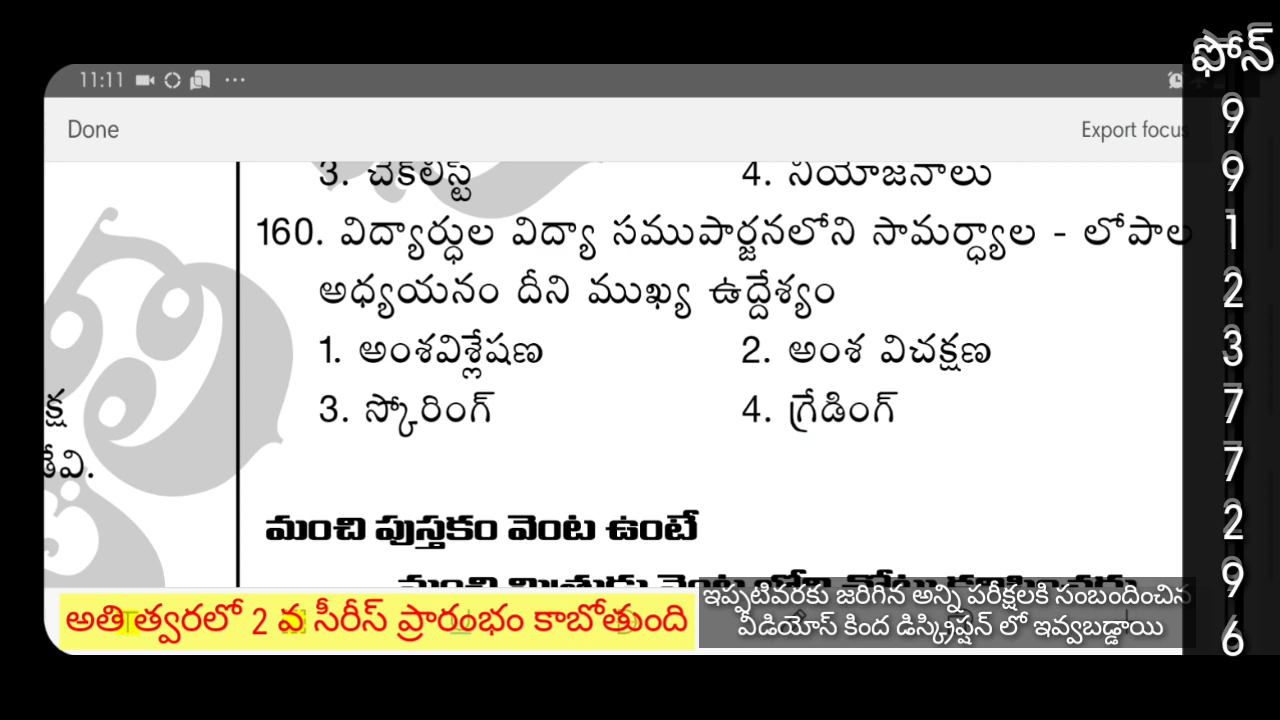 ఫోన్
9
9
1
2
3
7
7
2
9
6
11:11
Done
Export focus
3. చెక్‌లిస్ట్
4. నియోజనాలు
160. విద్యార్థుల విద్యా సముపార్జనలోని సామర్ధ్యాల - లోపాల
అధ్యయనం దీని ముఖ్య ఉద్దేశ్యం
1. అంశవిశ్లేషణ
2. అంశ విచక్షణ
3. స్కోరింగ్
4. గ్రేడింగ్
క్ష
డేవి.
మంచి పుస్తకం వెంట ఉంటే
అతి త్వరలో 2 వ సీరీస్ ప్రారంభం కాబోతుంది
ఇప్పటివరకు జరిగిన అన్ని పరీక్షలకి సంబందించిన
వీడియోస్ కింద డిస్క్రిప్షన్ లో ఇవ్వబడ్డాయి